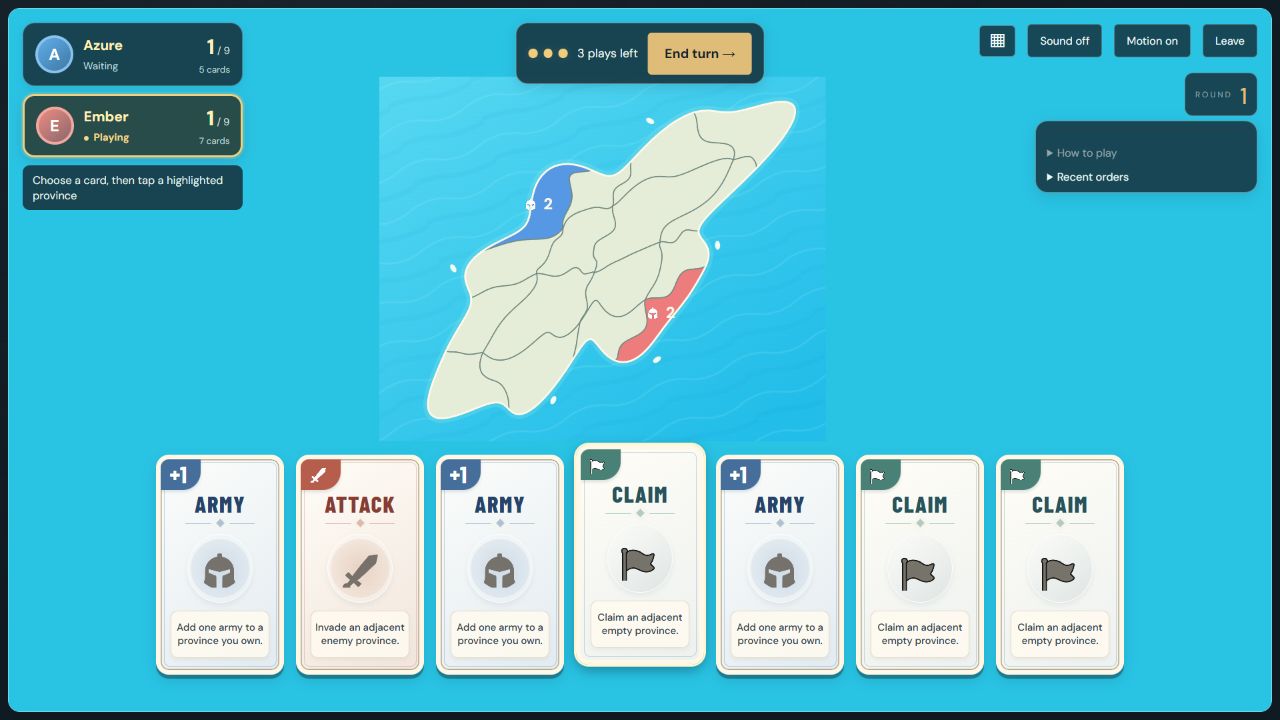 A
Azure
Waiting
1 / 9
5 cards
E
Ember
● Playing
1 / 9
7 cards
Choose a card, then tap a highlighted
province
3 plays left
End turn →
Sound off
Motion on
Leave
ROUND 1
▶ How to play
▶ Recent orders
2
2
+1
ARMY
Add one army to a
province you own.
ATTACK
Invade an adjacent
enemy province.
+1
ARMY
Add one army to a
province you own.
CLAIM
Claim an adjacent
empty province.
+1
ARMY
Add one army to a
province you own.
CLAIM
Claim an adjacent
empty province.
CLAIM
Claim an adjacent
empty province.